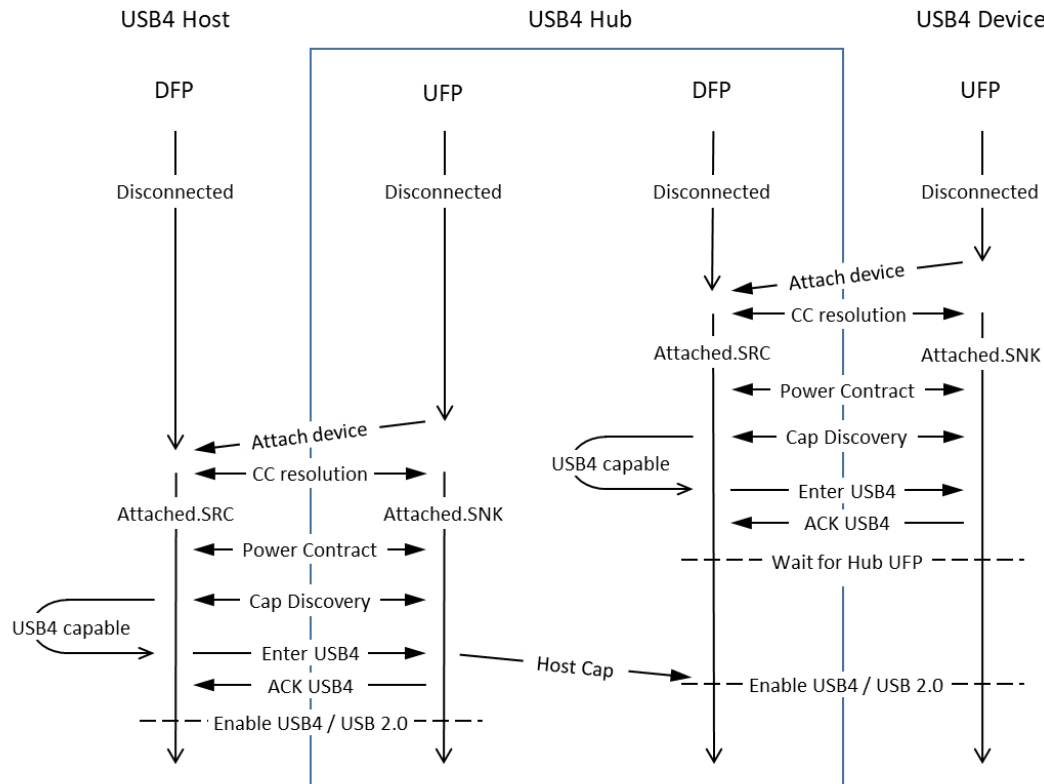 USB4 Host
USB4 Hub
USB4 Device
DFP
UFP
DFP
UFP
Disconnected
Disconnected
Disconnected
Disconnected
Attach device
CC resolution
Attached.SRC
Attached.SNK
Power Contract
Attach device
Cap Discovery
USB4 capable
CC resolution
Enter USB4
Attached.SRC
Attached.SNK
ACK USB4
Power Contract
Wait for Hub UFP
Cap Discovery
USB4 capable
Enter USB4
Host Cap
ACK USB4
Enable USB4 / USB 2.0
Enable USB4 / USB 2.0